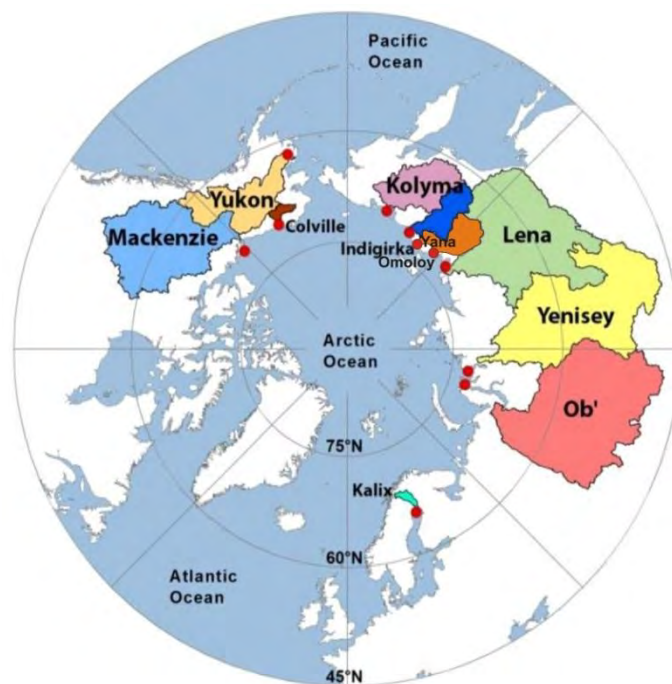 Pacific
Ocean
Kolyma
Yukon
Colville
Mackenzie
Indigirka
Yana
Lena
Omoloy
Yenisey
Arctic
Ocean
Ob'
75°N
Kalix
60°N
Atlantic
Ocean
45°N